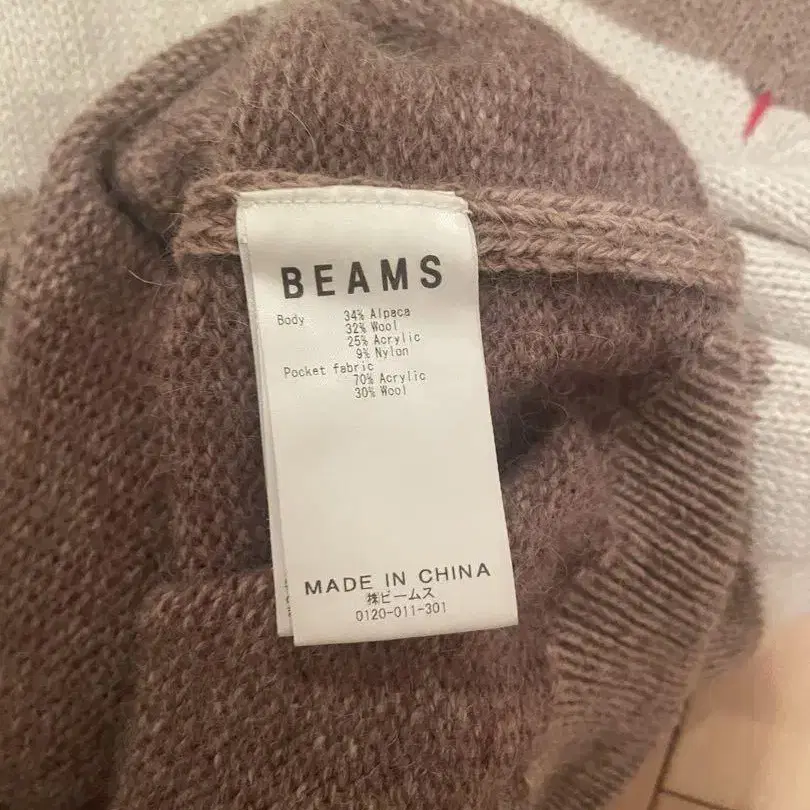 BEAMS
Body 34% Alpaca
32% Wool
25% Acrylic
9% Nylon
Pocket fabric
70% Acrylic
30% Wool
MADE IN CHINA
㈱ビームス
0120-011-301